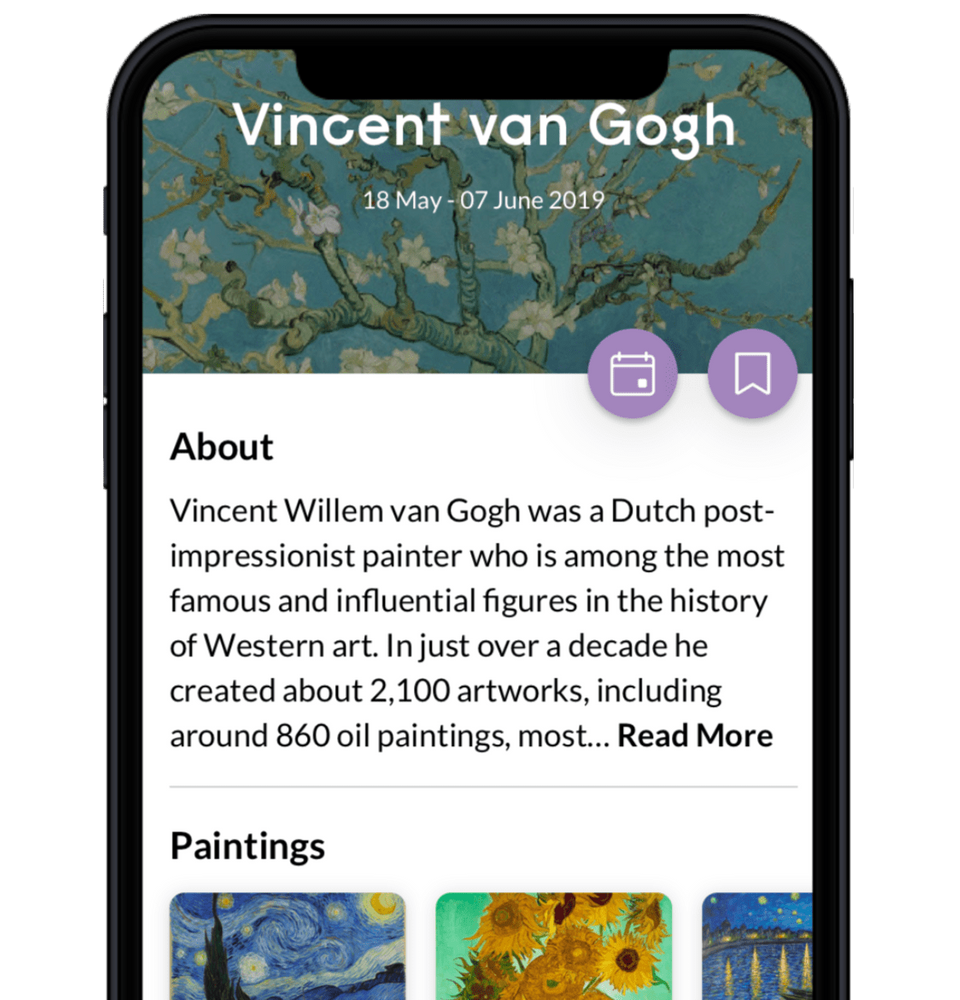 Vincent van Gogh
18 May - 07 June 2019
About
Vincent Willem van Gogh was a Dutch post-
impressionist painter who is among the most
famous and influential figures in the history
of Western art. In just over a decade he
created about 2,100 artworks, including
around 860 oil paintings, most... Read More
Paintings